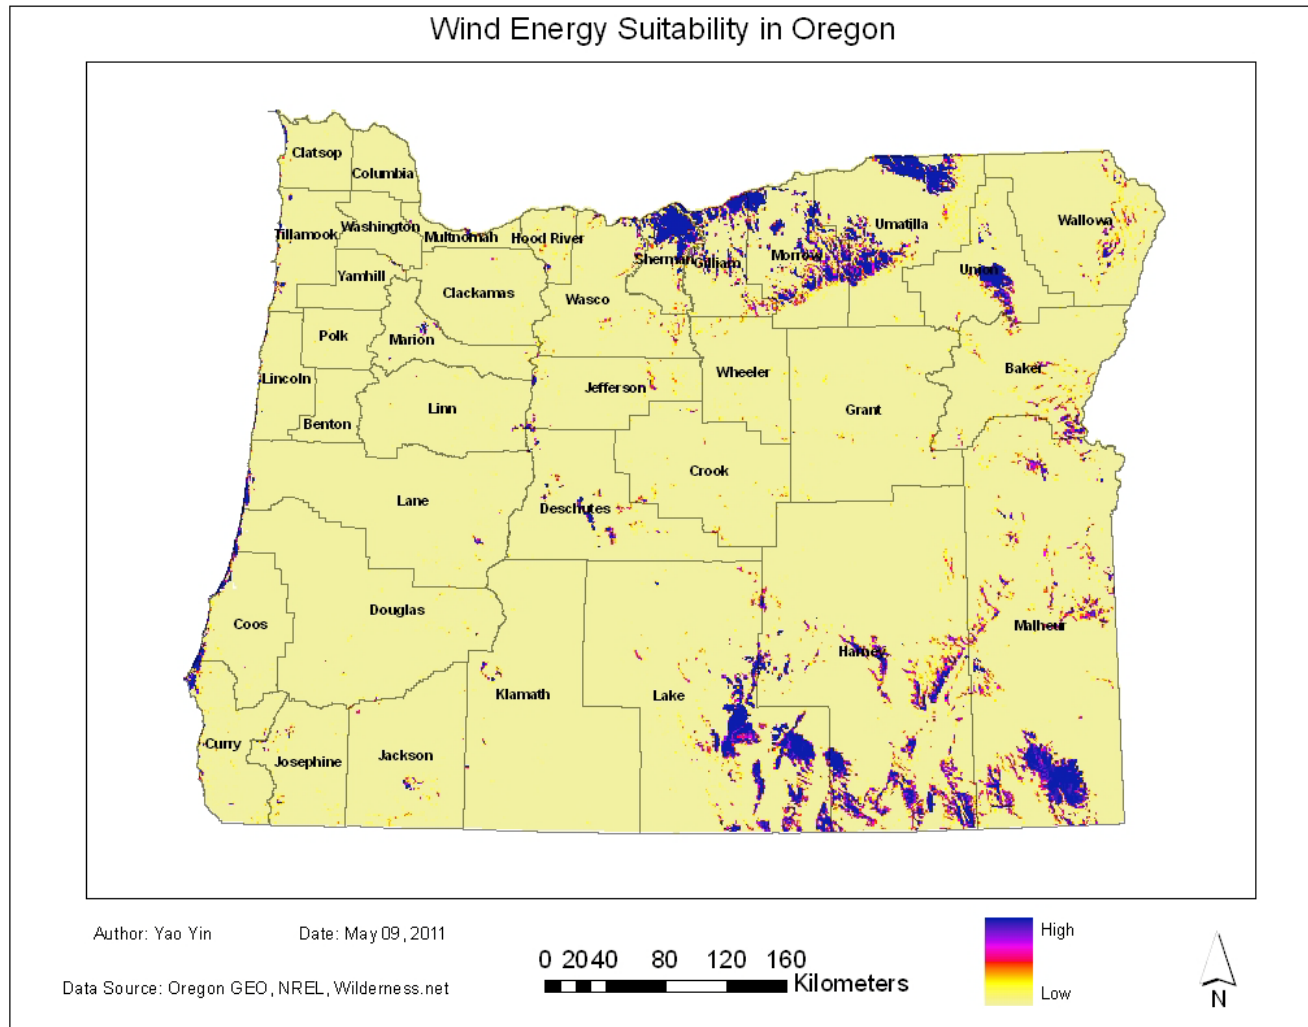 Wind Energy Suitability in Oregon
Clatsop
Columbia
Tillamook
Washington
Multnomah
Hood River
Yamhill
Clackamas
Sherman
Gilliam
Morrow
Umatilla
Union
Wallowa
Wasco
Polk
Marion
Lincoln
Benton
Linn
Jefferson
Wheeler
Grant
Baker
Crook
Lane
Deschutes
Coos
Douglas
Klamath
Lake
Harney
Malheur
Curry
Josephine
Jackson
Author: Yao Yin
Date: May 09, 2011
Data Source: Oregon GEO, NREL, Wilderness.net
0 20 40 80 120 160
Kilometers
High
Low
N